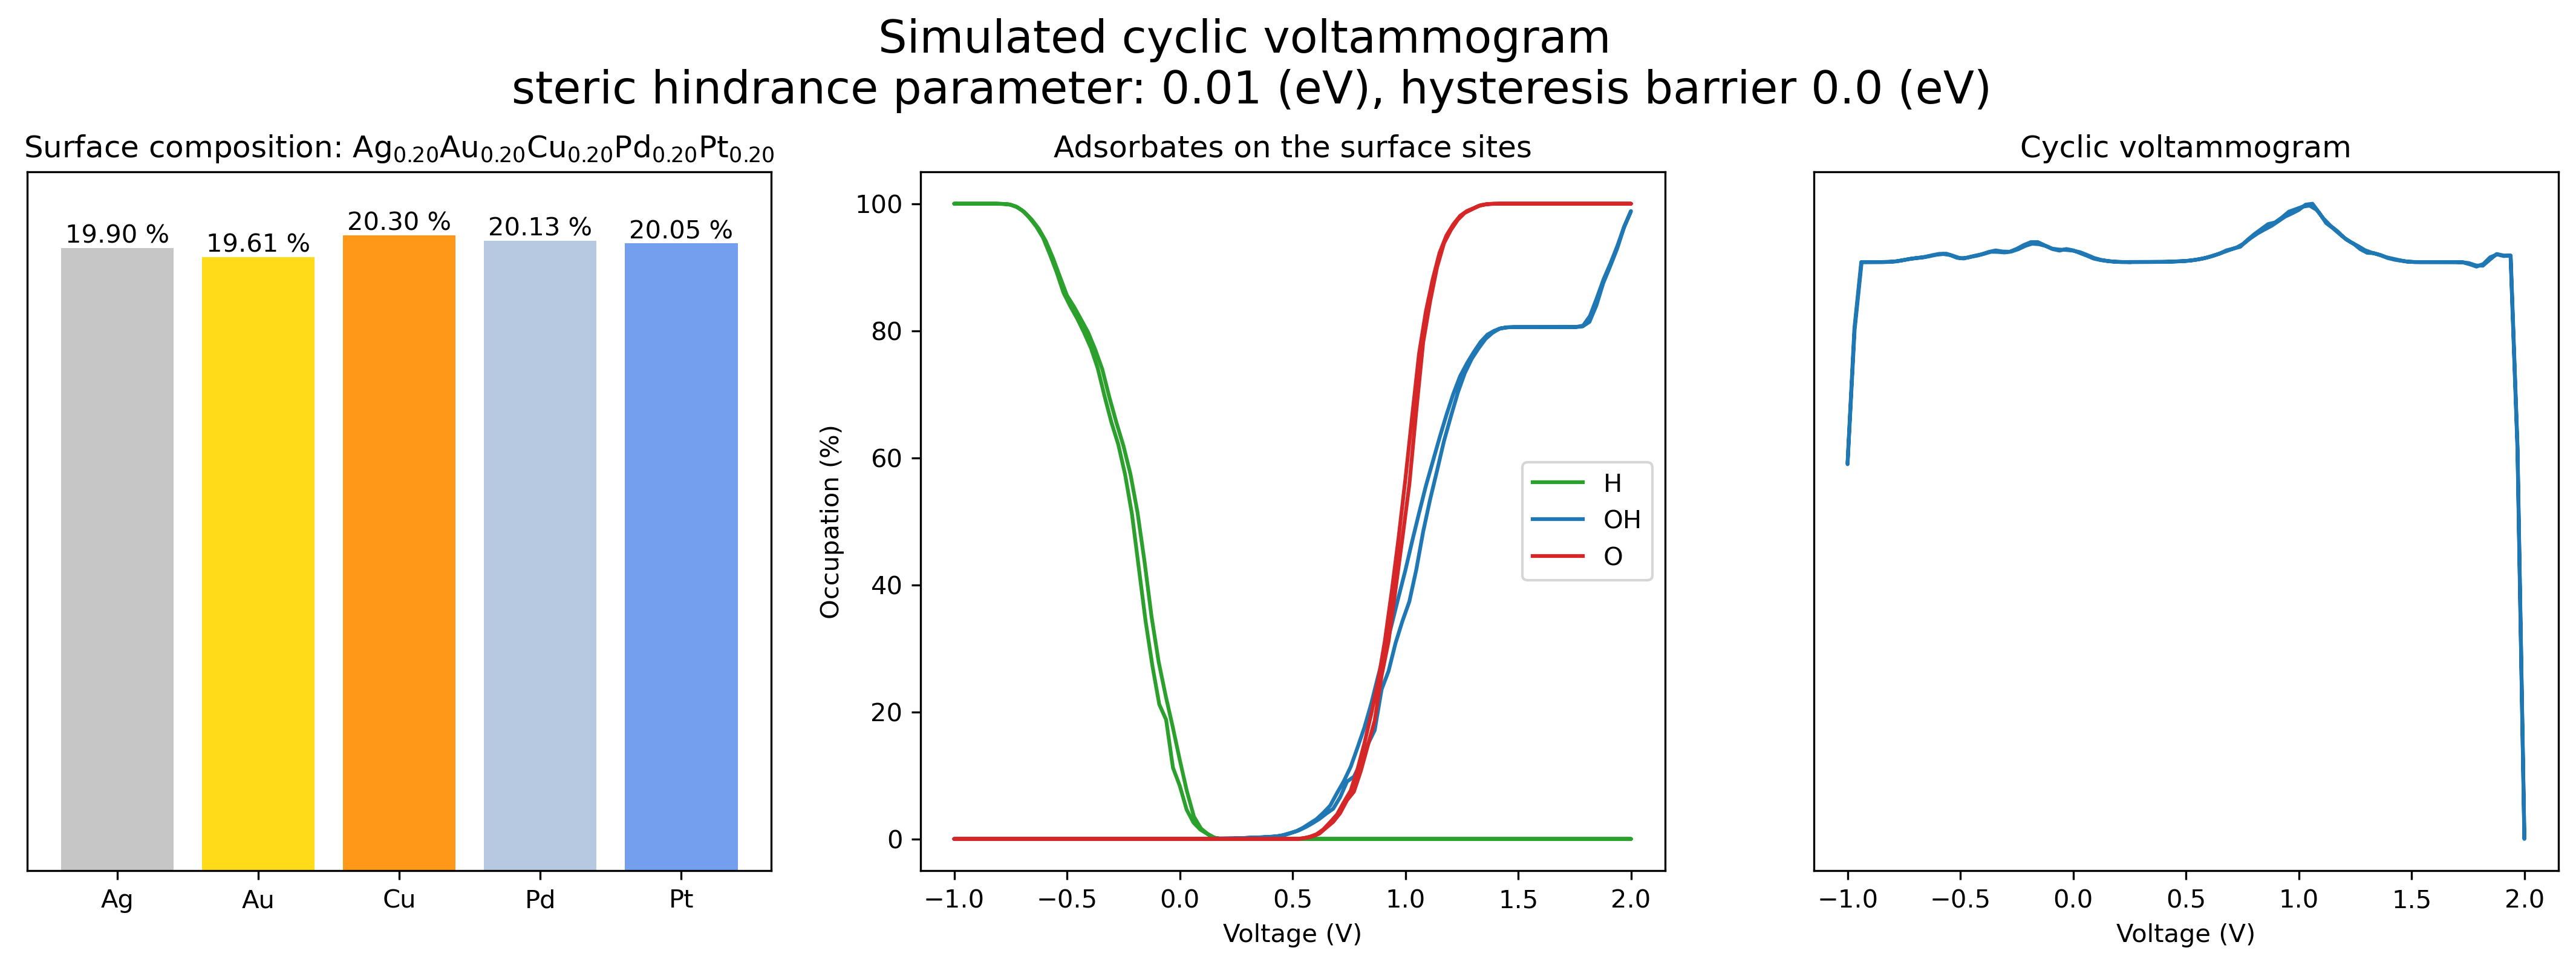 Simulated cyclic voltammogram
steric hindrance parameter: 0.01 (eV), hysteresis barrier 0.0 (eV)
Surface composition: Ag0.20Au0.20Cu0.20Pd0.20Pt0.20
19.90 %
19.61 %
20.30 %
20.13 %
20.05 %
Ag
Au
Cu
Pd
Pt
Adsorbates on the surface sites
Occupation (%)
100
80
60
40
20
0
H
OH
O
−1.0
−0.5
0.0
0.5
1.0
1.5
2.0
Voltage (V)
Cyclic voltammogram
−1.0
−0.5
0.0
0.5
1.0
1.5
2.0
Voltage (V)